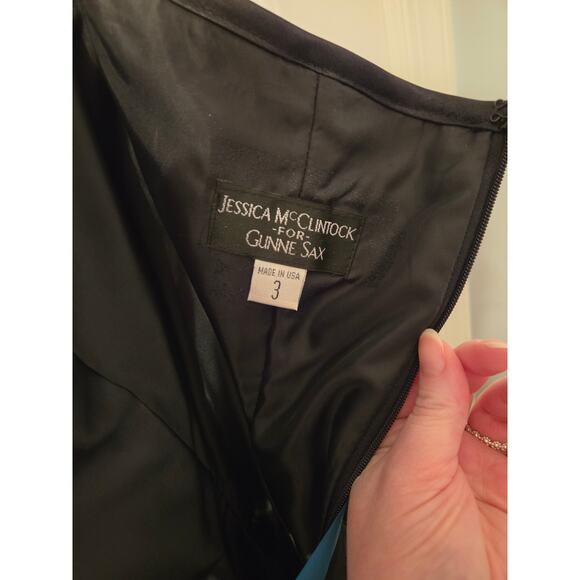 JESSICA MCCLINTOCK
-FOR-
GUNNE SAX
MADE IN USA
3